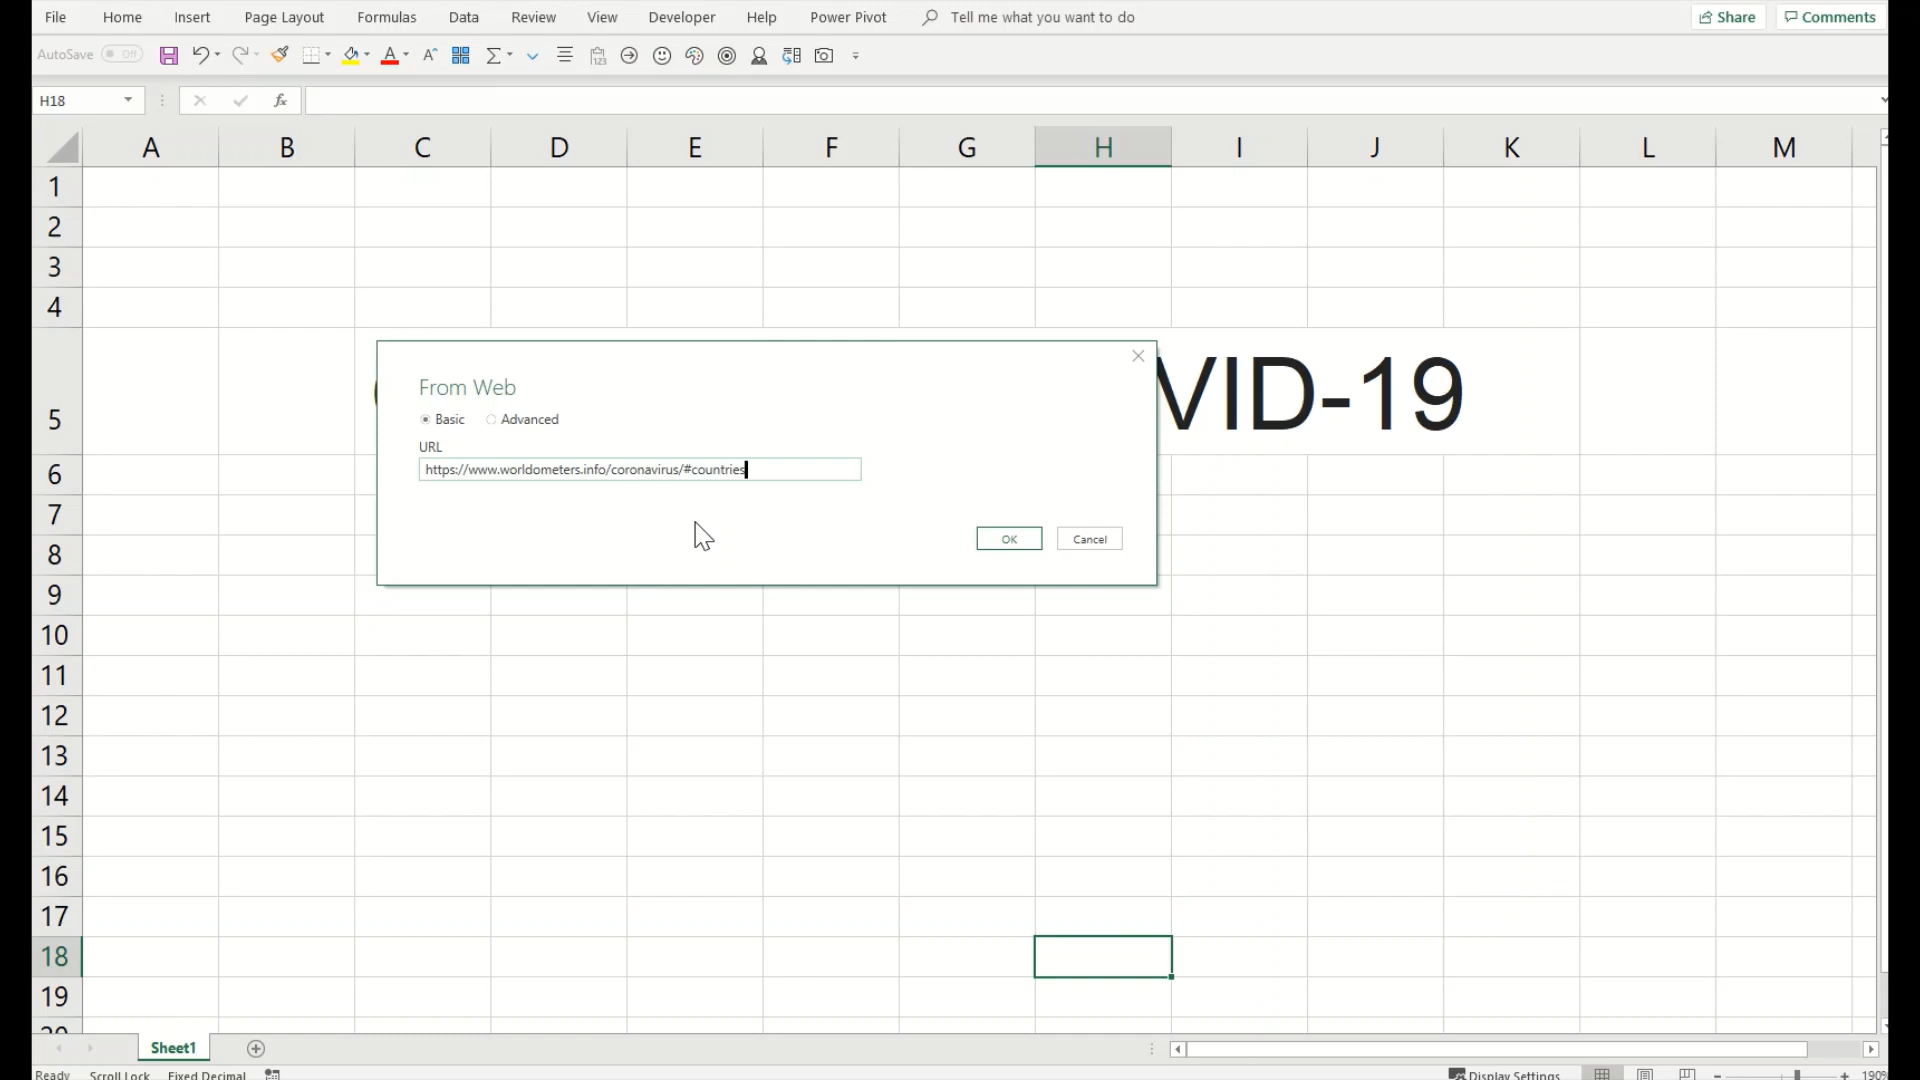 File Home Insert Page Layout Formulas Data Review View Developer Help Power Pivot Tell me what you want to do Share Comments
AutoSave Off
H18 fx
A B C D E F G H I J K L M
1
2
3
4
5 VID-19
From Web
Basic Advanced
URL
https://www.worldometers.info/coronavirus/#countries
OK Cancel
6
7
8
9
10
11
12
13
14
15
16
17
18
19
20
Sheet1
Ready Scroll Lock Fixed Decimal Display Settings 190%